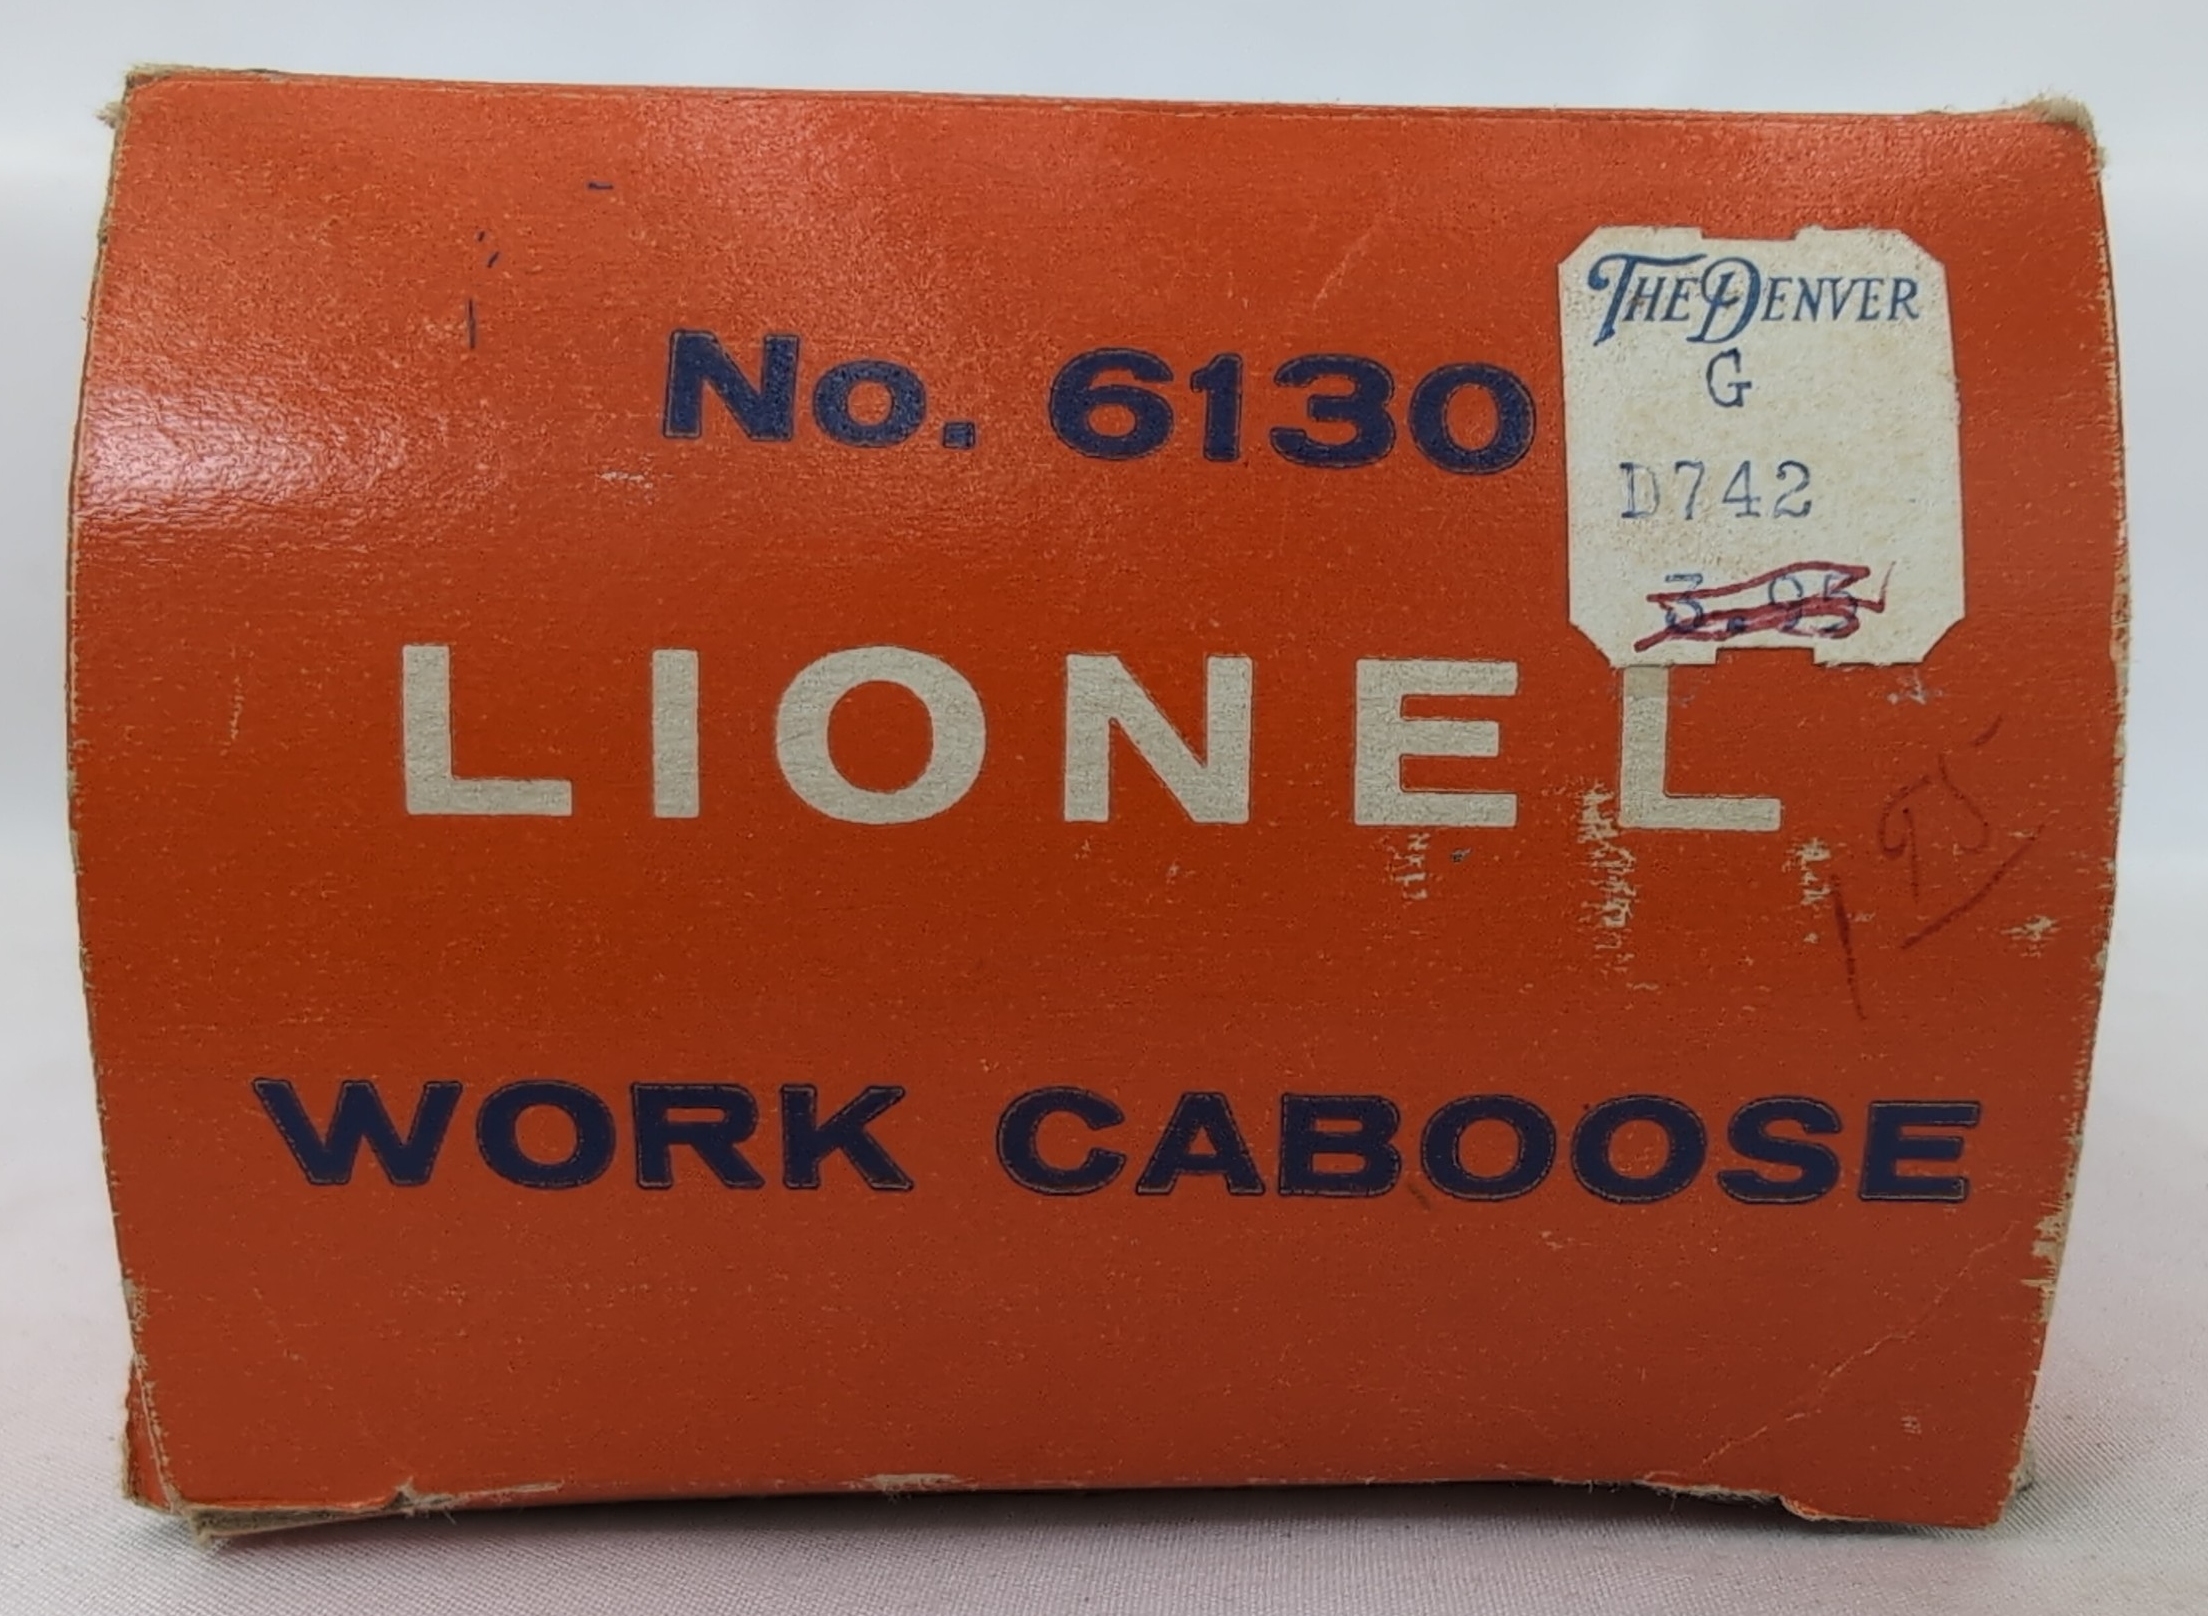 No. 6130
THE DENVER
G
D742
3.95
LIONEL
1 95
WORK CABOOSE